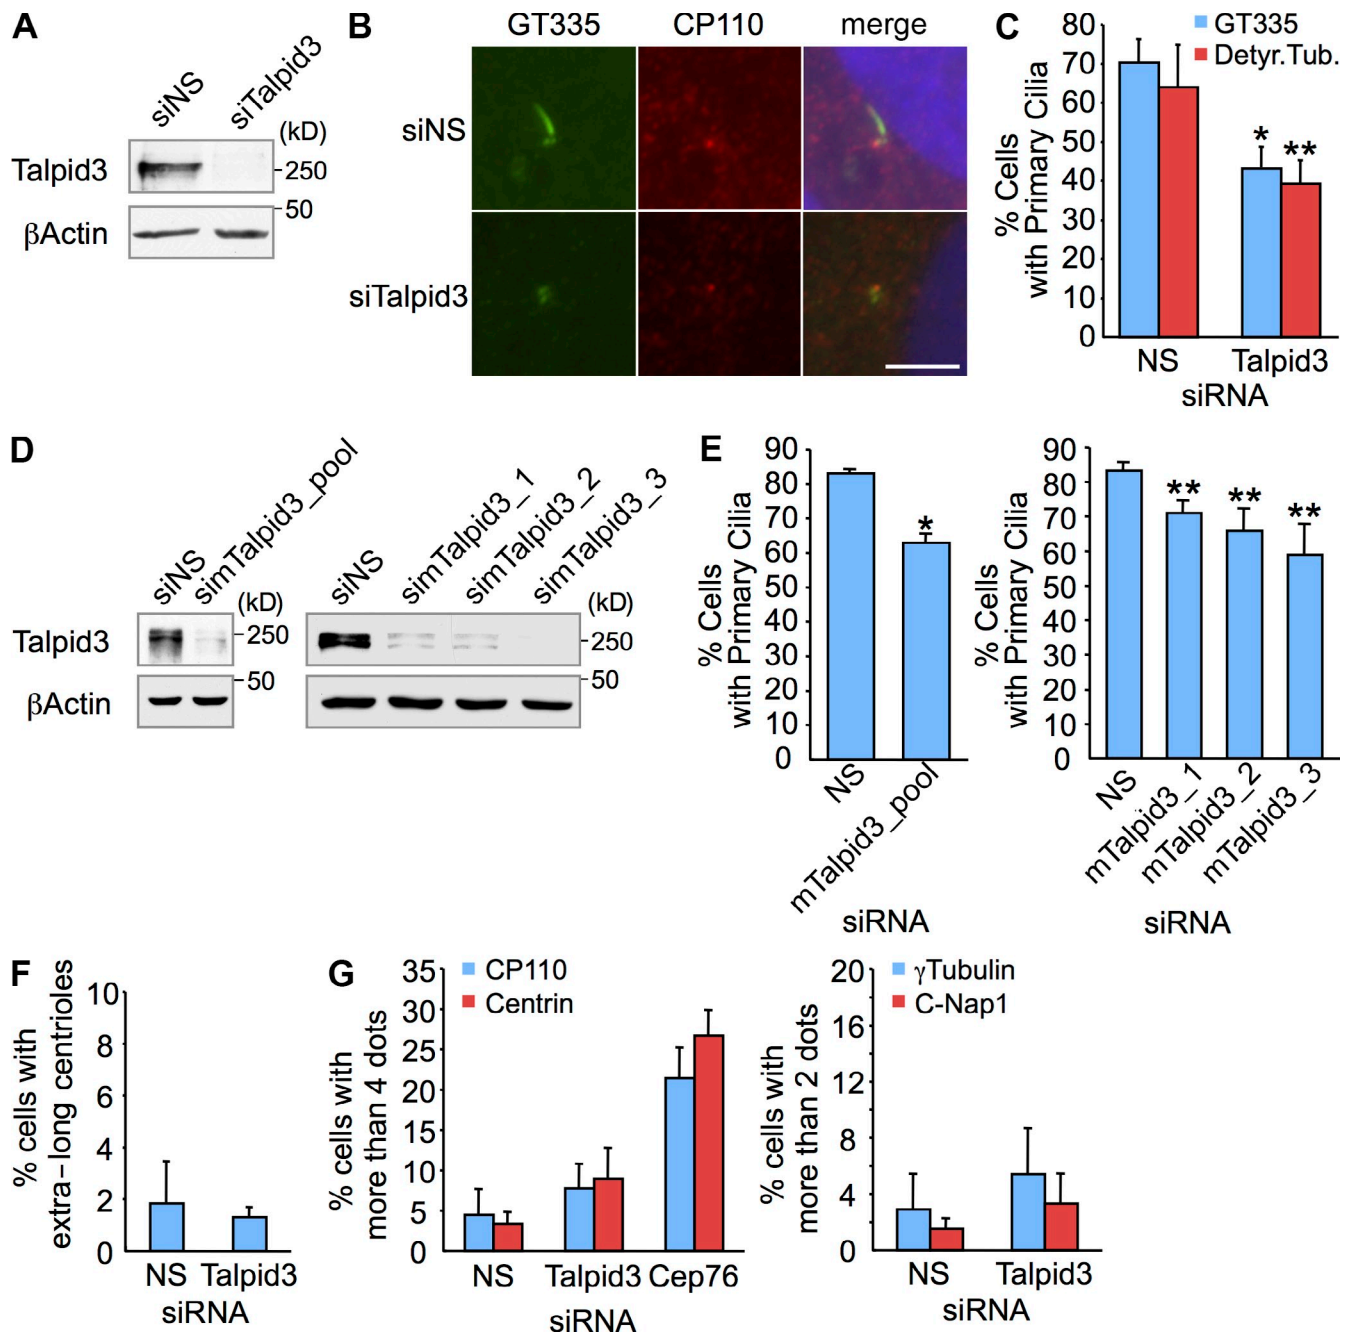 A
siNS
siTalpid3
(kD)
Talpid3
250
50
βActin
B
GT335
CP110
merge
siNS
siTalpid3
C
GT335
Detyr.Tub.
% Cells
with Primary Cilia
80
70
60
50
40
30
20
10
0
*
**
NS
Talpid3
siRNA
D
siNS
simTalpid3_pool
(kD)
siNS
simTalpid3_1
simTalpid3_2
simTalpid3_3
(kD)
Talpid3
250
250
50
50
βActin
E
% Cells
with Primary Cilia
90
80
70
60
50
40
30
20
10
0
*
NS
mTalpid3_pool
siRNA
% Cells
with Primary Cilia
90
80
70
60
50
40
30
20
10
0
**
**
**
NS
mTalpid3_1
mTalpid3_2
mTalpid3_3
siRNA
F
% cells with
extra-long centrioles
10
8
6
4
2
0
NS
Talpid3
siRNA
G
CP110
Centrin
% cells with
more than 4 dots
35
30
25
20
15
10
5
0
NS
Talpid3
Cep76
siRNA
γTubulin
C-Nap1
% cells with
more than 2 dots
20
16
12
8
4
0
NS
Talpid3
siRNA